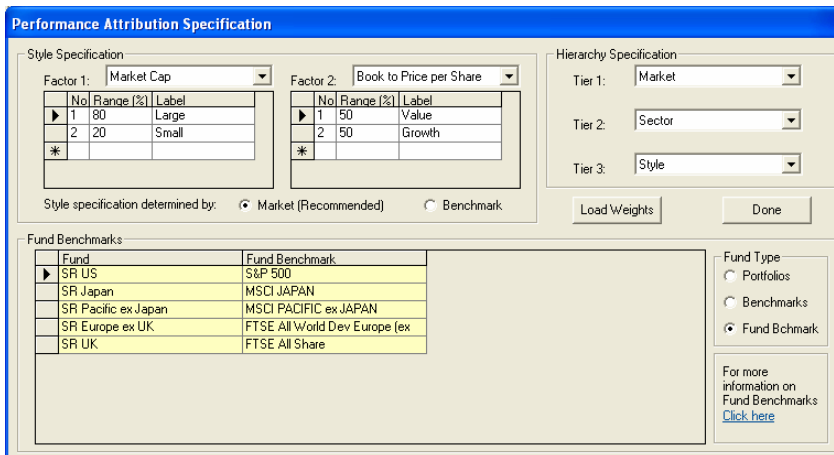 Performance Attribution Specification
Style Specification
Factor 1: Market Cap
No Range (%) Label
1 80 Large
2 20 Small
Factor 2: Book to Price per Share
No Range (%) Label
1 50 Value
2 50 Growth
Style specification determined by: Market (Recommended) Benchmark
Hierarchy Specification
Tier 1: Market
Tier 2: Sector
Tier 3: Style
Load Weights Done
Fund Benchmarks
Fund Fund Benchmark
SR US S&P 500
SR Japan MSCI JAPAN
SR Pacific ex Japan MSCI PACIFIC ex JAPAN
SR Europe ex UK FTSE All World Dev Europe (ex
SR UK FTSE All Share
Fund Type
Portfolios
Benchmarks
Fund Bchmark
For more
information on
Fund Benchmarks
Click here